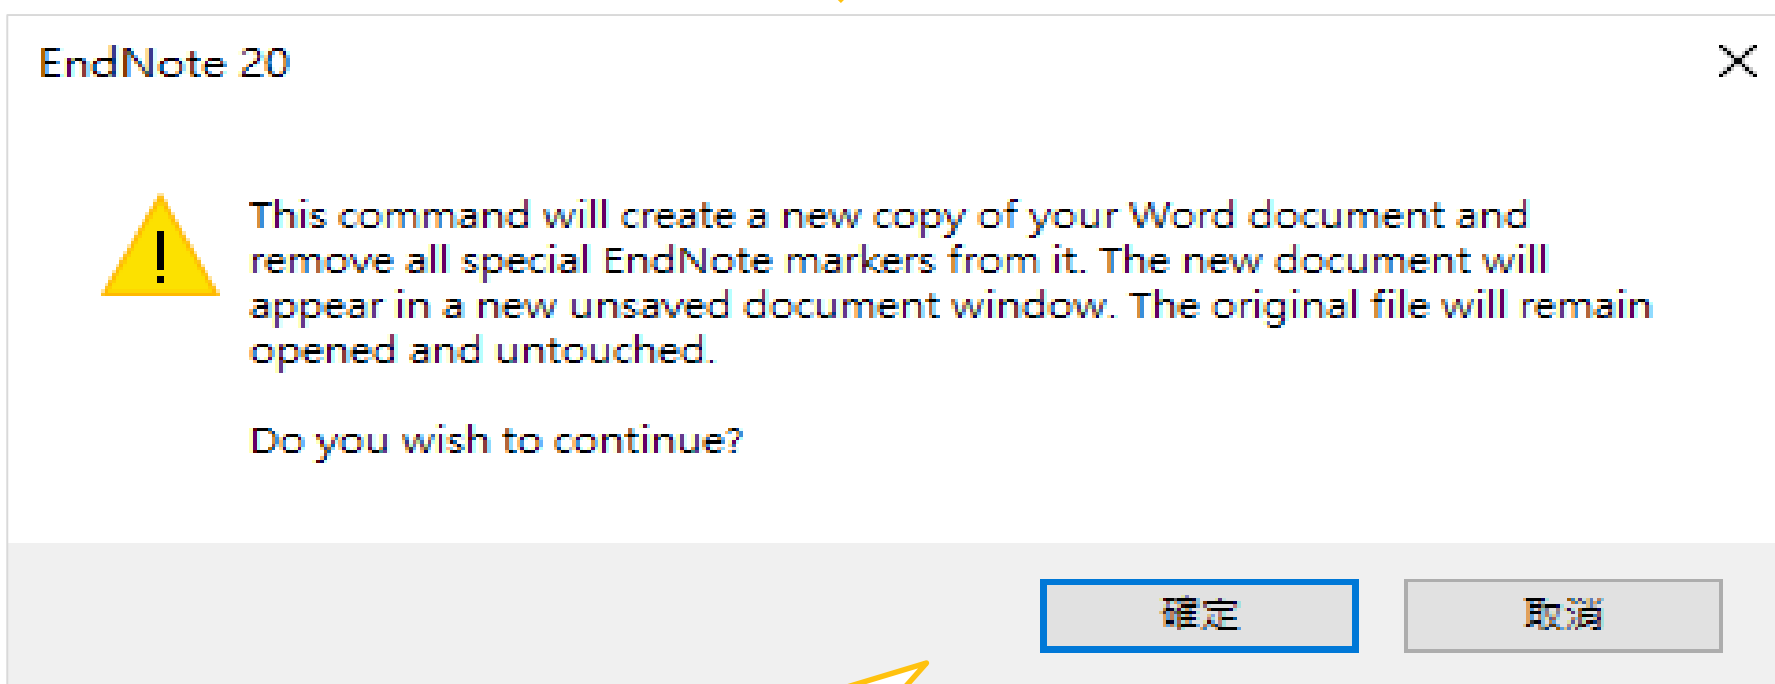 EndNote 20
This command will create a new copy of your Word document and
remove all special EndNote markers from it. The new document will
appear in a new unsaved document window. The original file will remain
opened and untouched.
Do you wish to continue?
確定
取消